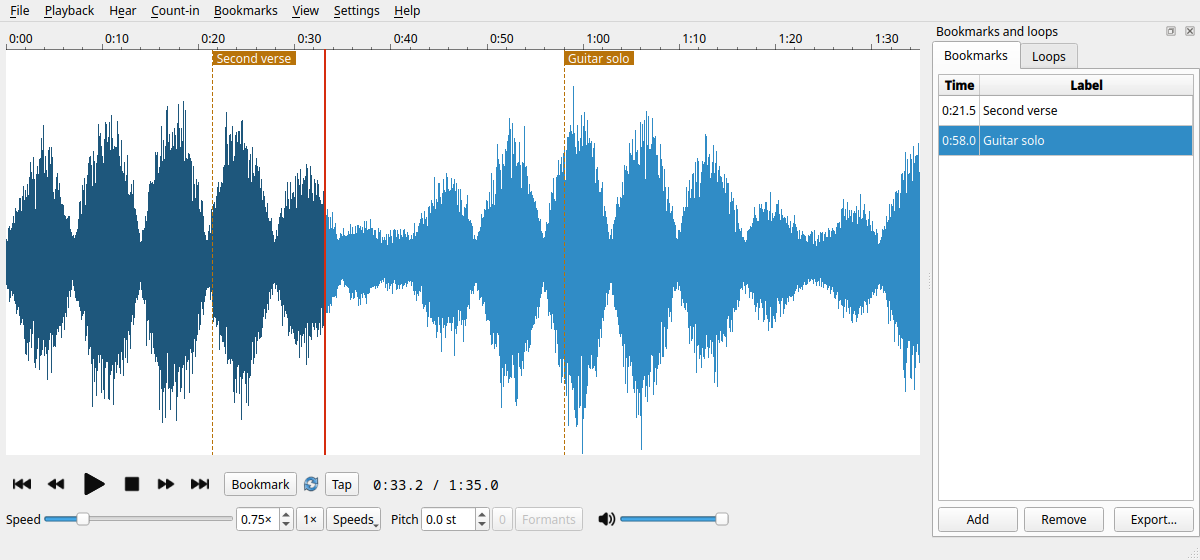 File Playback Hear Count-in Bookmarks View Settings Help
0:00 0:10 0:20 0:30 0:40 0:50 1:00 1:10 1:20 1:30
Second verse Guitar solo
Bookmarks and loops
Bookmarks Loops
Time Label
0:21.5 Second verse
0:58.0 Guitar solo
Bookmark Tap 0:33.2 / 1:35.0
Speed 0.75× 1× Speeds Pitch 0.0 st 0 Formants
Add Remove Export...